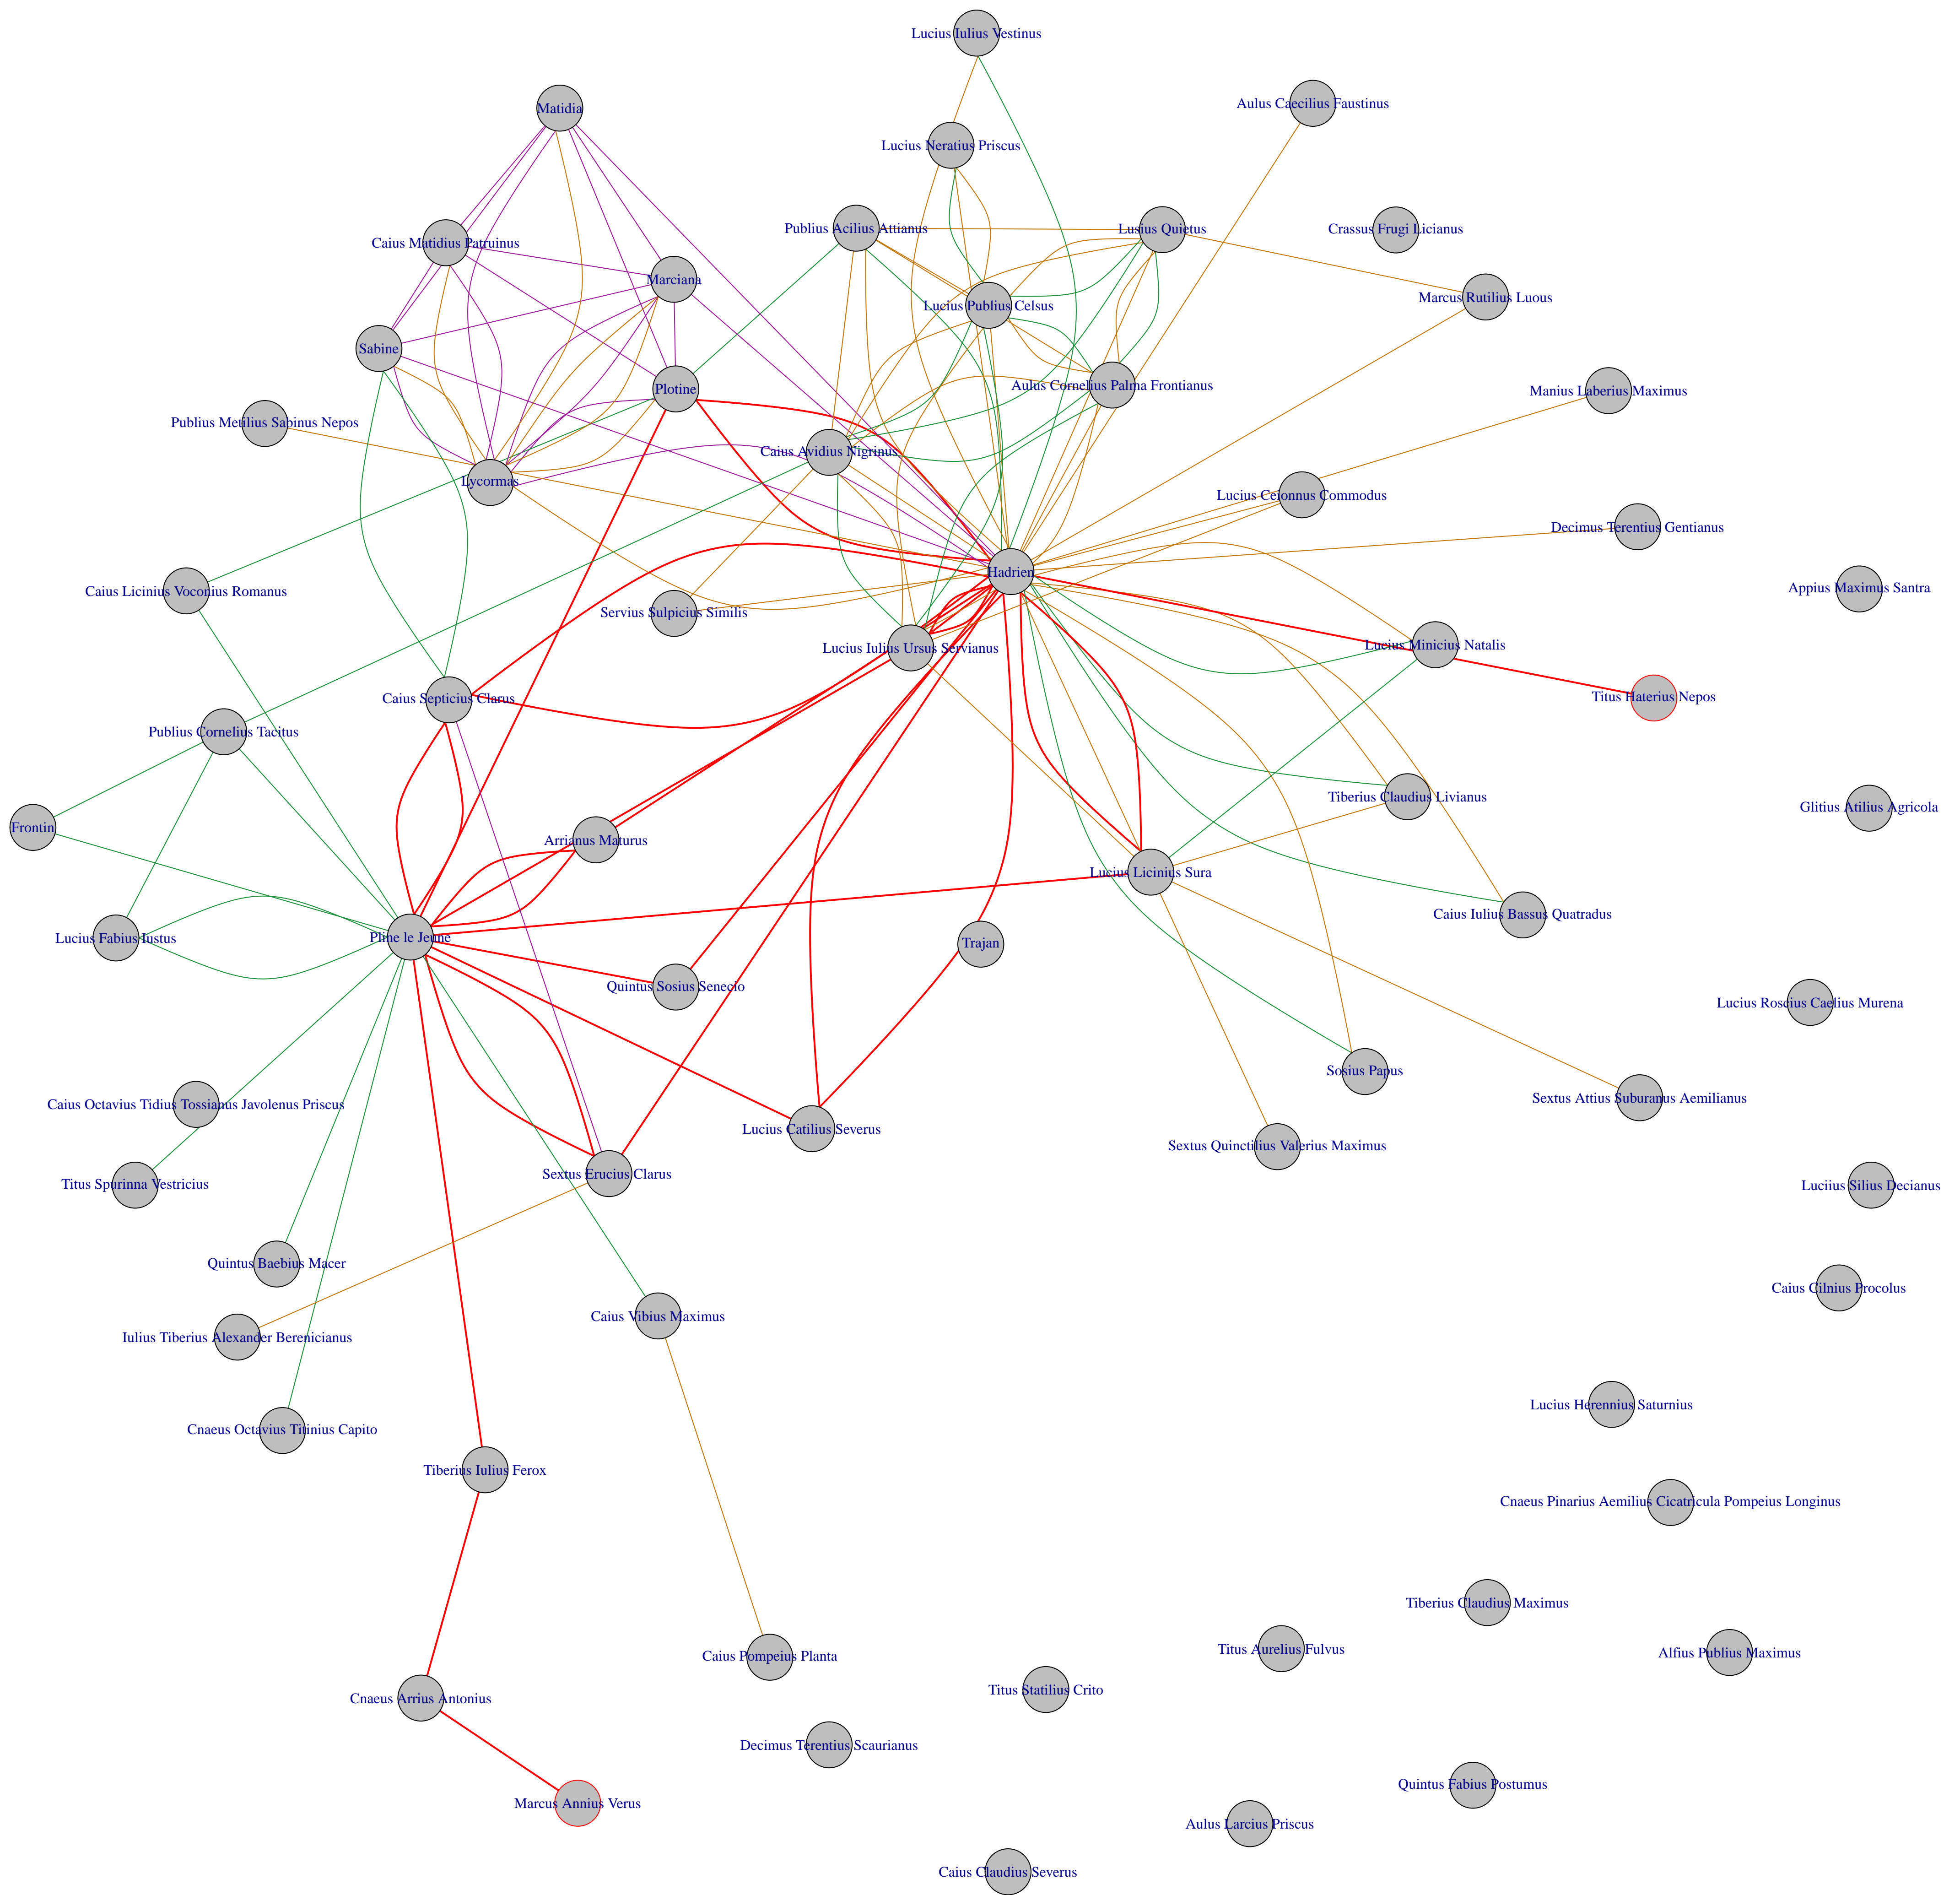 Lucius Iulius Vestinus
Aulus Caecilius Faustinus
Matidia
Lucius Neratius Priscus
Publius Acilius Attianus
Lusius Quietus
Crassus Frugi Licianus
Caius Matidius Patruinus
Marciana
Marcus Rutilius Luous
Lucius Publius Celsus
Sabine
Plotine
Aulus Cornelius Palma Frontianus
Manius Laberius Maximus
Publius Metilius Sabinus Nepos
Caius Avidius Nigrinus
Lycormas
Lucius Ceionnus Commodus
Decimus Terentius Gentianus
Hadrien
Caius Licinius Voconius Romanus
Appius Maximus Santra
Servius Sulpicius Similis
Lucius Iulius Ursus Servianus
Lucius Minicius Natalis
Caius Septicius Clarus
Titus Haterius Nepos
Publius Cornelius Tacitus
Tiberius Claudius Livianus
Glitius Atilius Agricola
Frontin
Arrianus Maturus
Lucius Licinius Sura
Caius Iulius Bassus Quatradus
Lucius Fabius Iustus
Pline le Jeune
Trajan
Quintus Sosius Senecio
Lucius Roscius Caelius Murena
Sosius Papus
Caius Octavius Tidius Tossianus Javolenus Priscus
Sextus Attius Suburanus Aemilianus
Lucius Catilius Severus
Sextus Quinctilius Valerius Maximus
Sextus Erucius Clarus
Titus Spurinna Vestricius
Luciius Silius Decianus
Quintus Baebius Macer
Caius Cilnius Procolus
Caius Vibius Maximus
Iulius Tiberius Alexander Berenicianus
Lucius Herennius Saturnius
Cnaeus Octavius Titinius Capito
Tiberius Iulius Ferox
Cnaeus Pinarius Aemilius Cicatricula Pompeius Longinus
Tiberius Claudius Maximus
Titus Aurelius Fulvus
Alfius Publius Maximus
Caius Pompeius Planta
Titus Statilius Crito
Cnaeus Arrius Antonius
Decimus Terentius Scaurianus
Quintus Fabius Postumus
Marcus Annius Verus
Aulus Larcius Priscus
Caius Claudius Severus